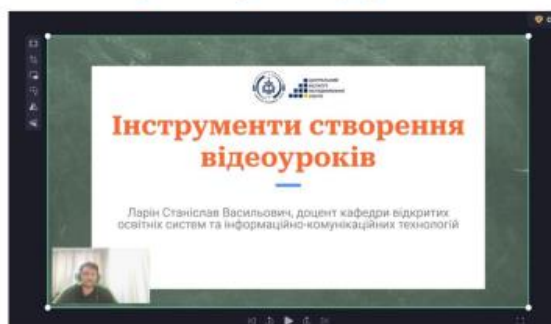 Інструменти створення
відеоуроків
Ларін Станіслав Васильович, доцент кафедри відкритих
освітніх систем та інформаційно-комунікаційних технологій